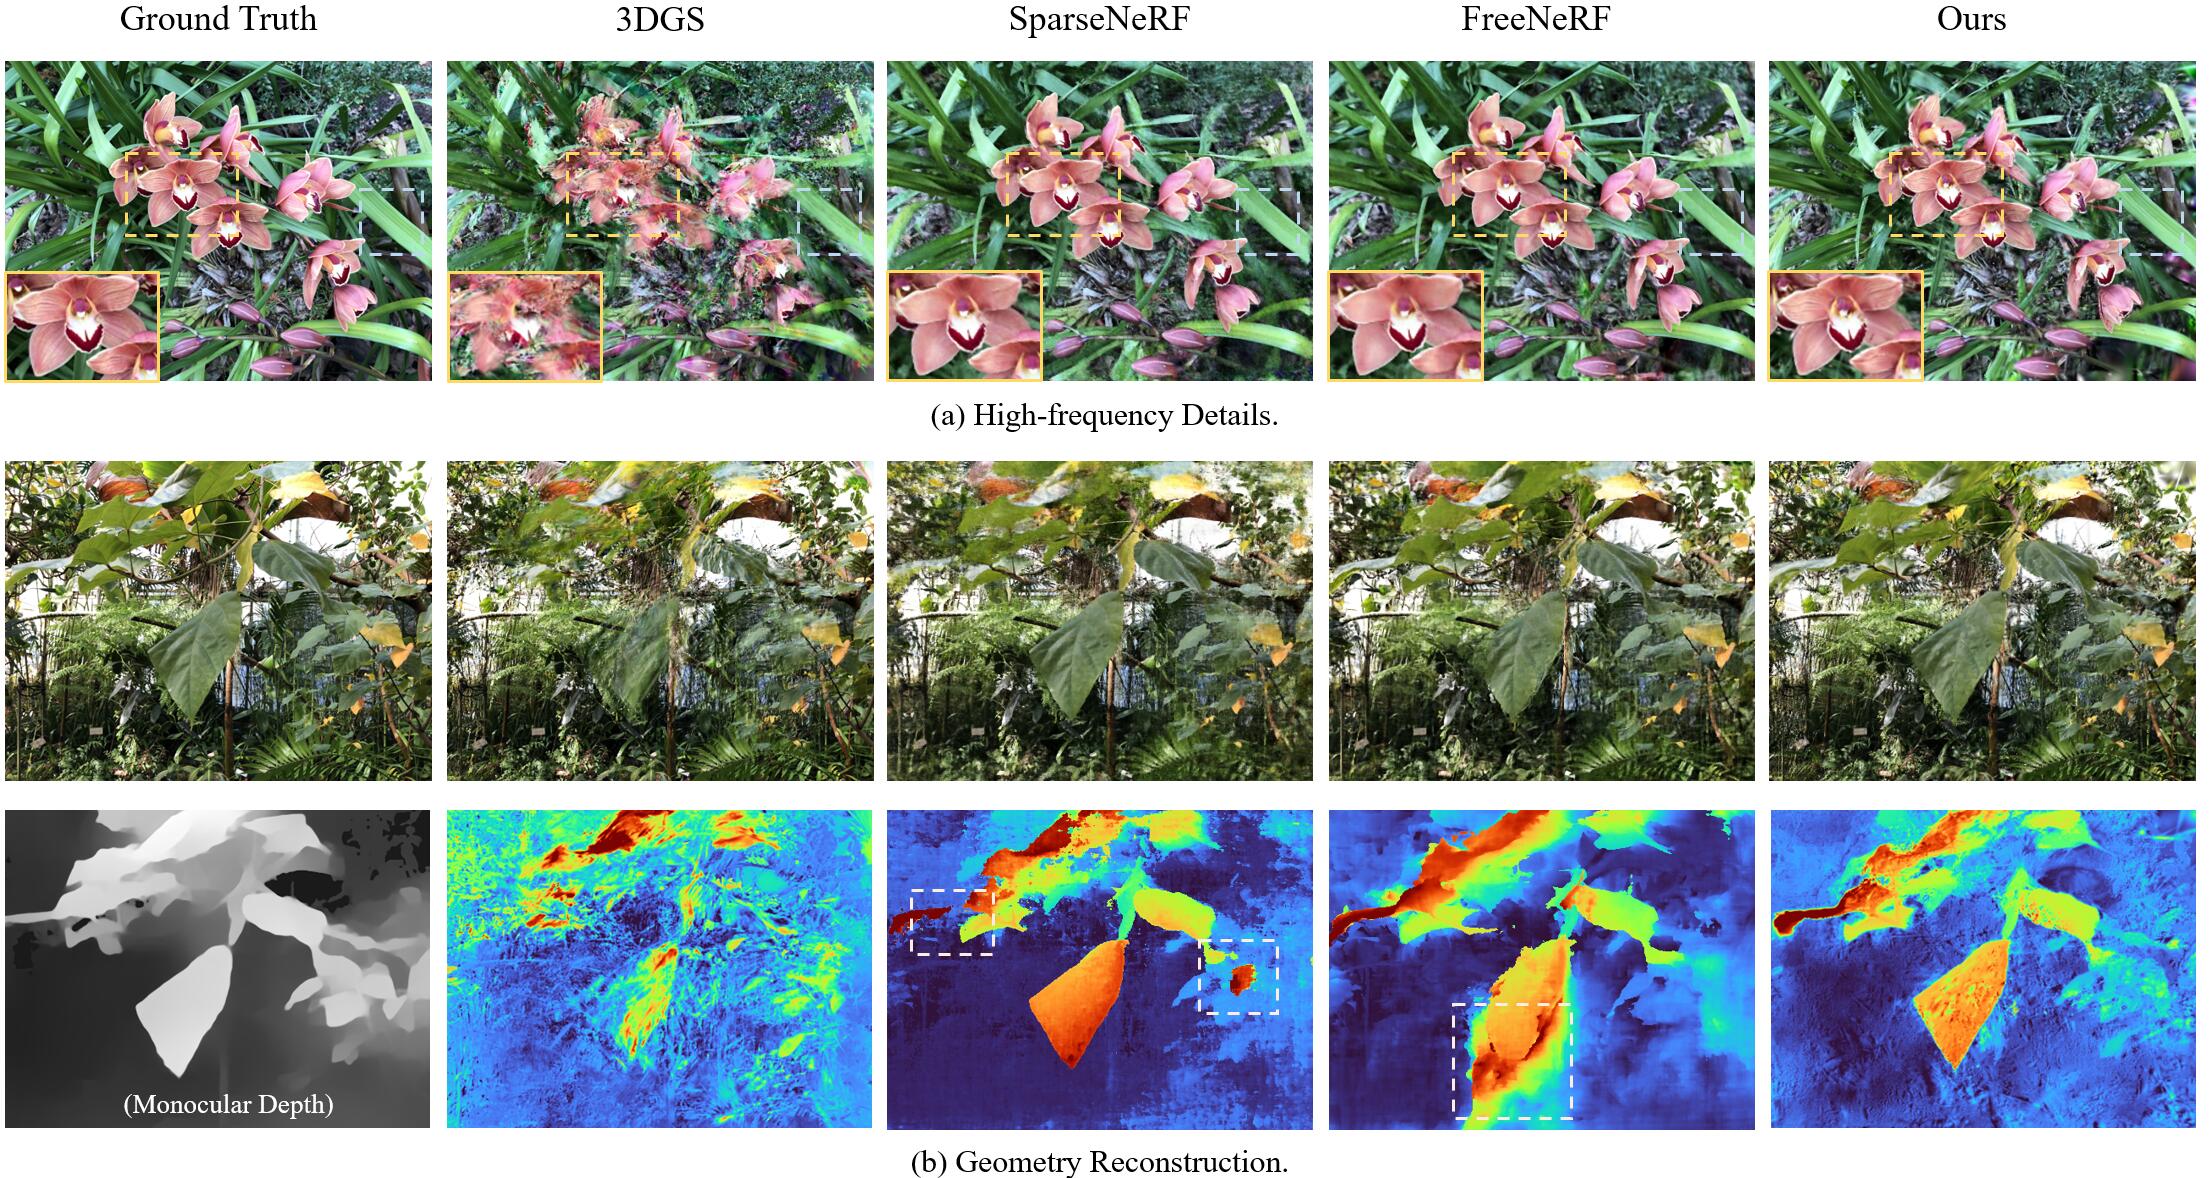 Ground Truth
3DGS
SparseNeRF
FreeNeRF
Ours
(a) High-frequency Details.
(Monocular Depth)
(b) Geometry Reconstruction.